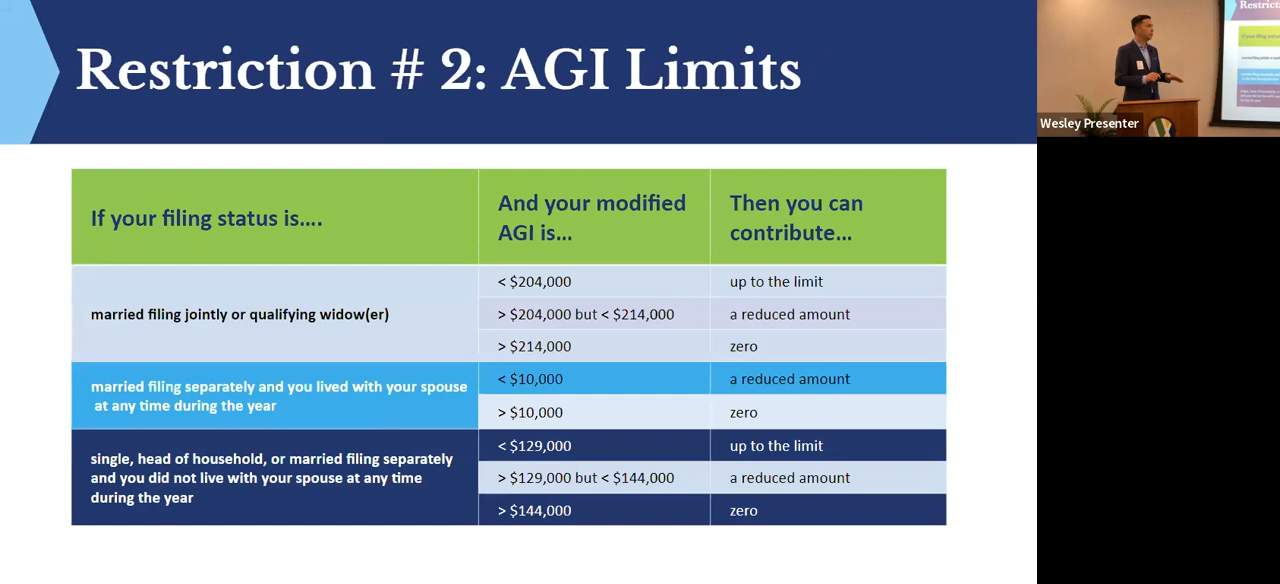 Restriction # 2: AGI Limits
If your filing status is....
And your modified
AGI is...
Then you can
contribute...
married filing jointly or qualifying widow(er)
< $204,000
up to the limit
> $204,000 but < $214,000
a reduced amount
> $214,000
zero
married filing separately and you lived with your spouse
at any time during the year
< $10,000
a reduced amount
> $10,000
zero
single, head of household, or married filing separately
and you did not live with your spouse at any time
during the year
< $129,000
up to the limit
> $129,000 but < $144,000
a reduced amount
> $144,000
zero
Wesley Presenter